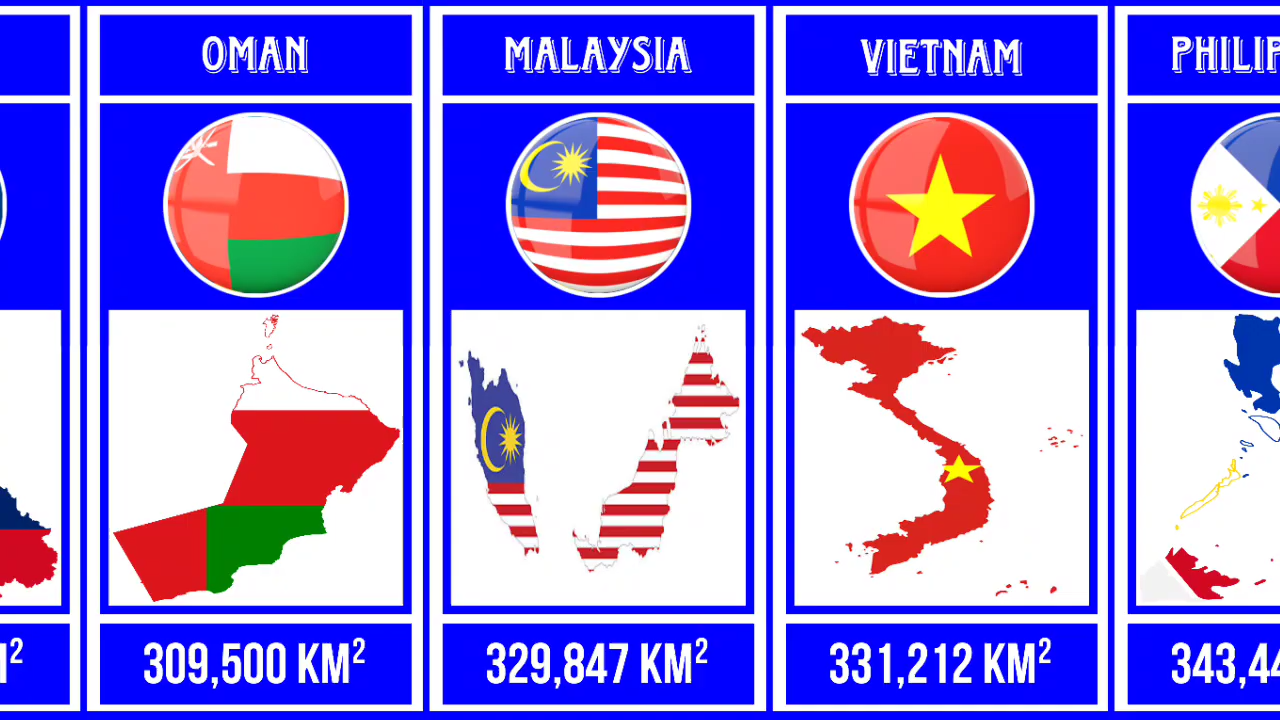 OMAN
MALAYSIA
VIETNAM
309,500 KM²
329,847 KM²
331,212 KM²